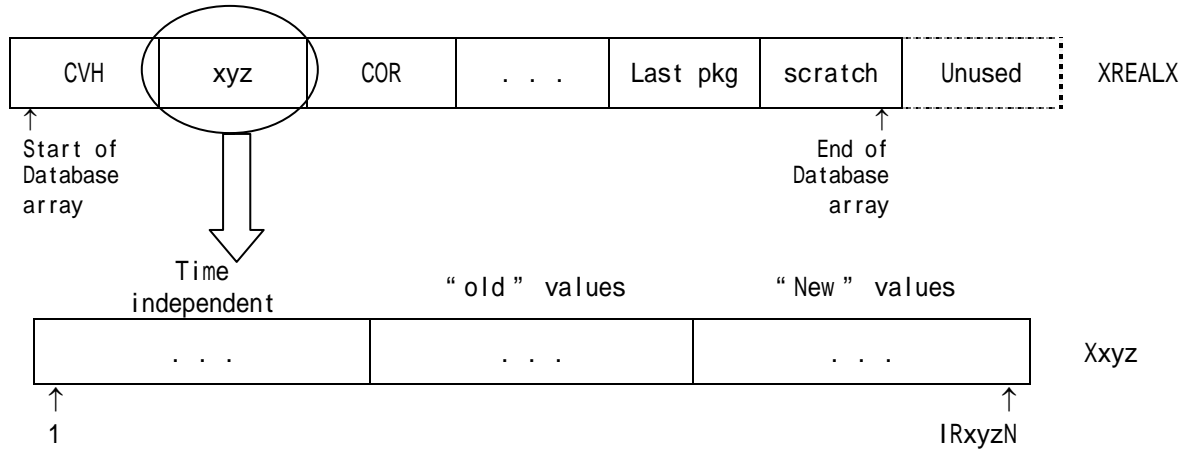 CVH xyz COR . . . Last pkg scratch Unused XREALX
↑ ↑
Start of End of
Database Database
array array
Time
independent “old” values “New” values
. . . . . . . . . Xxyz
↑ ↑
1 IRxyzN